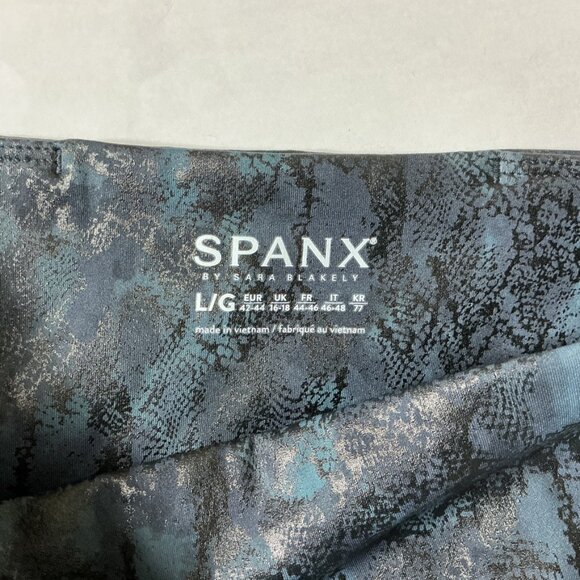 SPANX®
BY SARA BLAKELY
L/G EUR 42-44 UK 16-18 FR 44-46 IT 46-48 KR 77
made in vietnam / fabriqué au vietnam